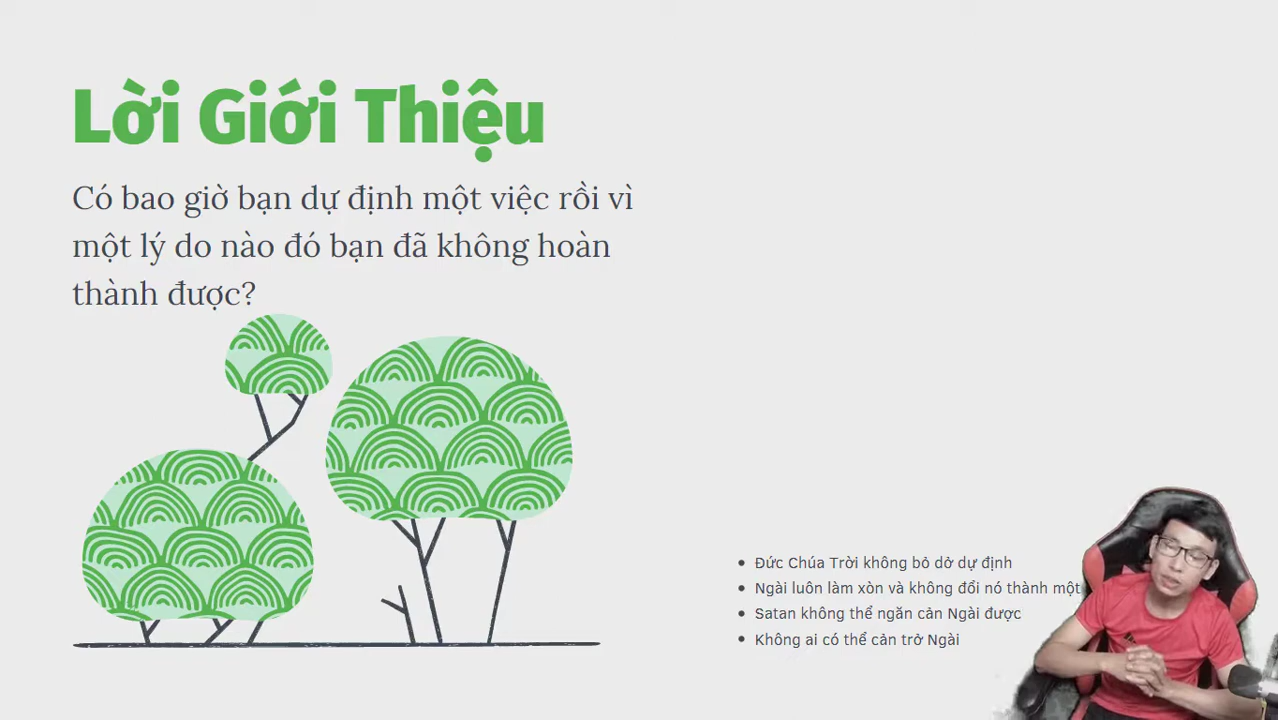 Lời Giới Thiệu
Có bao giờ bạn dự định một việc rồi vì
một lý do nào đó bạn đã không hoàn
thành được?
Đức Chúa Trời không bỏ dở dự định
Ngài luôn làm xòn và không đổi nó thành một
Satan không thể ngăn cản Ngài được
Không ai có thể cản trở Ngài